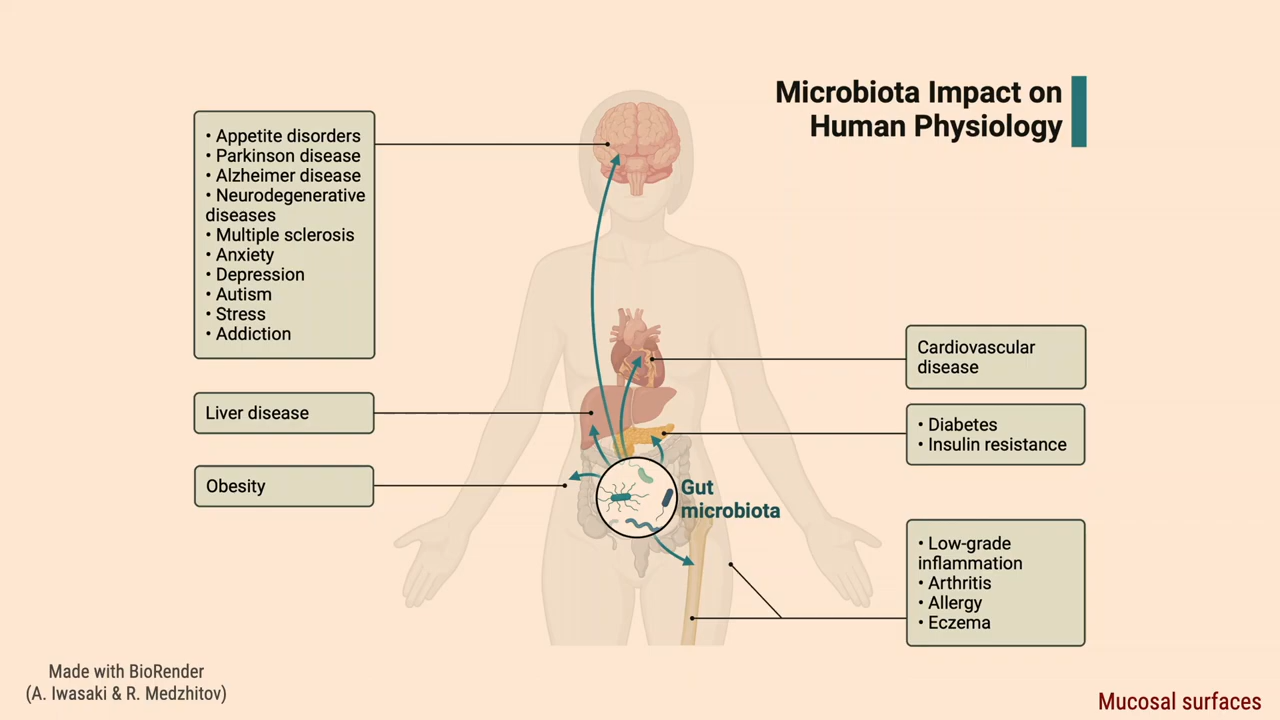 Microbiota Impact on
Human Physiology
• Appetite disorders
• Parkinson disease
• Alzheimer disease
• Neurodegenerative
diseases
• Multiple sclerosis
• Anxiety
• Depression
• Autism
• Stress
• Addiction
Liver disease
Obesity
Cardiovascular
disease
• Diabetes
• Insulin resistance
Gut
microbiota
• Low-grade
inflammation
• Arthritis
• Allergy
• Eczema
Made with BioRender
(A. Iwasaki & R. Medzhitov)
Mucosal surfaces